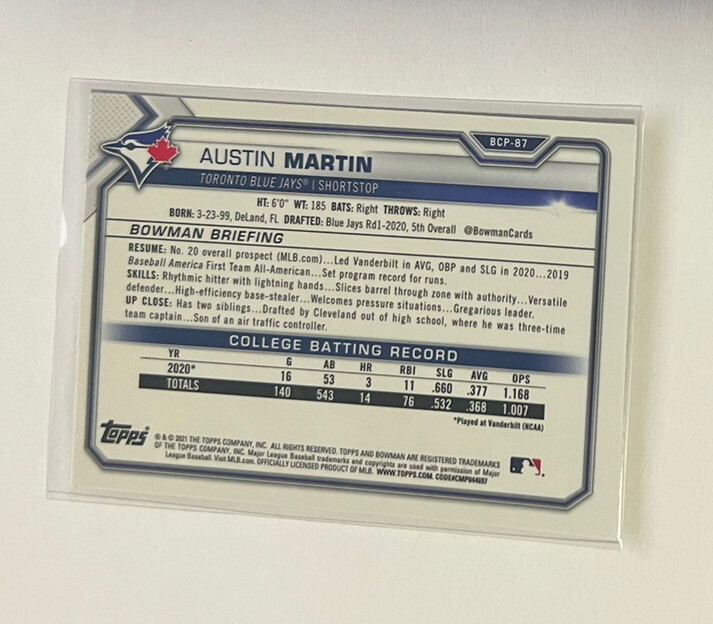 BCP-87
AUSTIN MARTIN
TORONTO BLUE JAYS® | SHORTSTOP
HT: 6'0" WT: 185 BATS: Right THROWS: Right
BORN: 3-23-99, DeLand, FL DRAFTED: Blue Jays Rd1-2020, 5th Overall @BowmanCards
BOWMAN BRIEFING
RESUME: No. 20 overall prospect (MLB.com)...Led Vanderbilt in AVG, OBP and SLG in 2020...2019
Baseball America First Team All-American...Set program record for runs.
SKILLS: Rhythmic hitter with lightning hands...Slices barrel through zone with authority...Versatile
defender...High-efficiency base-stealer...Welcomes pressure situations...Gregarious leader.
UP CLOSE: Has two siblings...Drafted by Cleveland out of high school, where he was three-time
team captain...Son of an air traffic controller.
COLLEGE BATTING RECORD
YR G AB HR RBI SLG AVG OPS
2020* 16 53 3 11 .660 .377 1.168
TOTALS 140 543 14 76 .532 .368 1.007
*Played at Vanderbilt (NCAA)
topps®
® & © 2021 THE TOPPS COMPANY, INC. ALL RIGHTS RESERVED. TOPPS AND BOWMAN ARE REGISTERED TRADEMARKS
OF THE TOPPS COMPANY, INC. Major League Baseball trademarks and copyrights are used with permission of Major
League Baseball. Visit MLB.com. OFFICIALLY LICENSED PRODUCT OF MLB. WWW.TOPPS.COM. CODE#CMP044697